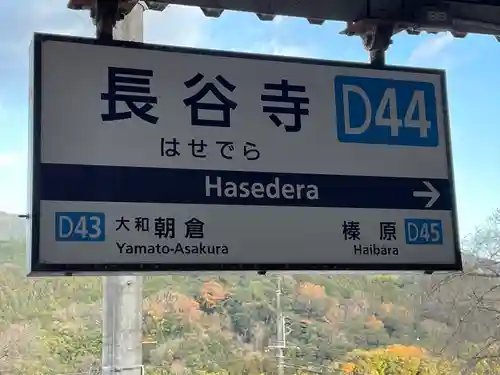 長谷寺 D44
はせでら
Hasedera →
D43 大和朝倉 榛原 D45
Yamato-Asakura Haibara